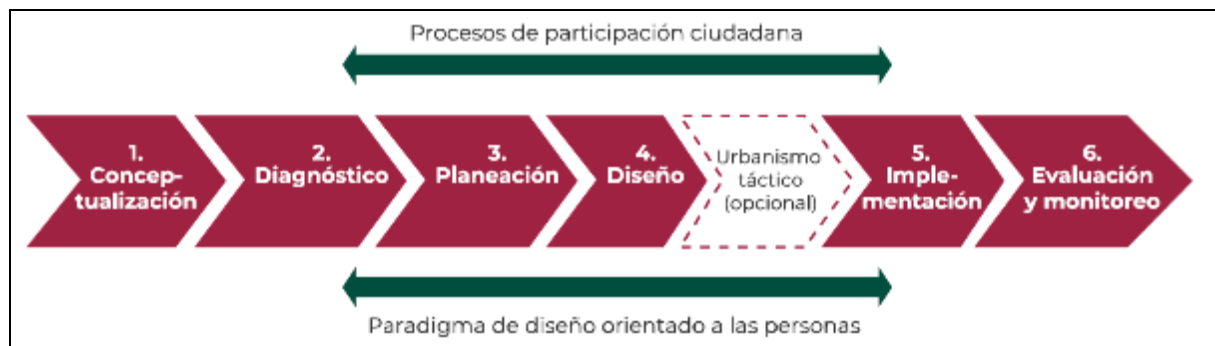 Procesos de participación ciudadana
1.
Concep-
tualización
2.
Diagnóstico
3.
Planeación
4.
Diseño
Urbanismo
táctico
(opcional)
5.
Imple-
mentación
6.
Evaluación
y monitoreo
Paradigma de diseño orientado a las personas